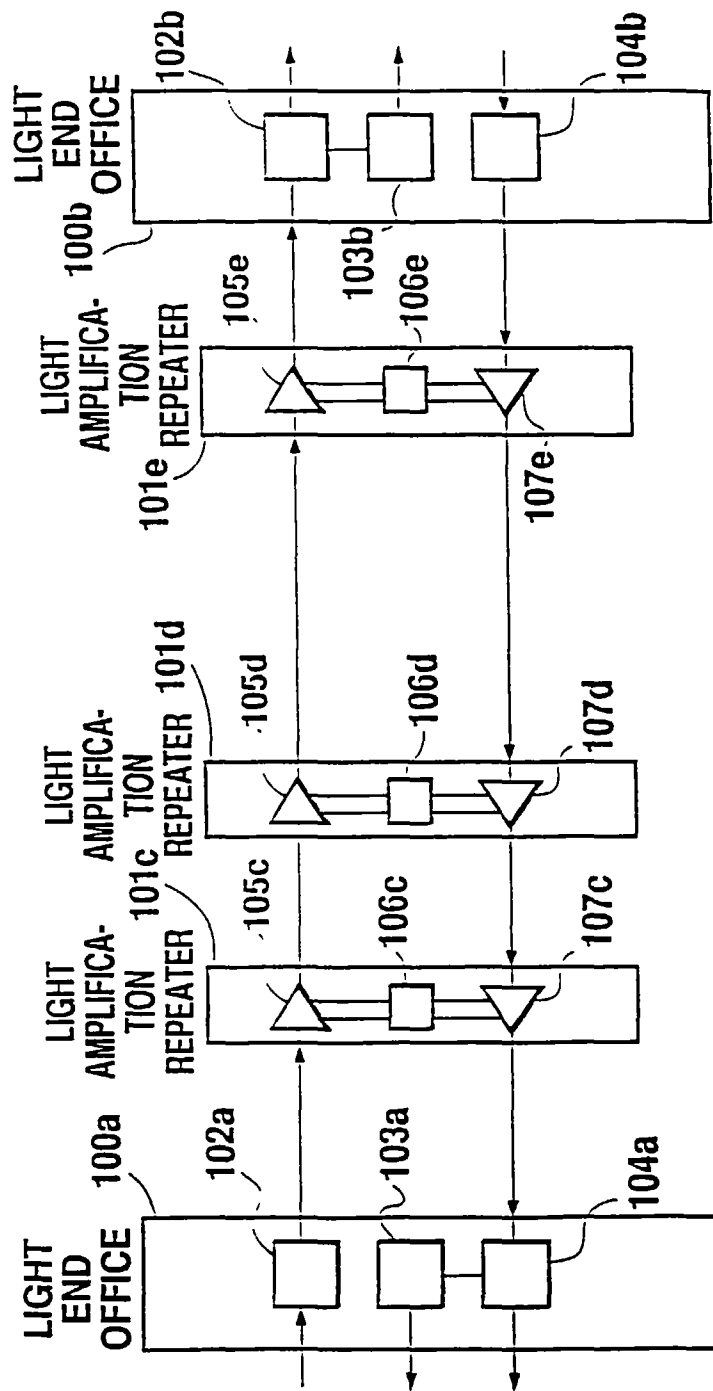 LIGHT
END
OFFICE
100a
102a
103a
104a
LIGHT
AMPLIFICA-
TION
REPEATER
101c
105c
106c
107c
LIGHT
AMPLIFICA-
TION
REPEATER
101d
105d
106d
107d
LIGHT
AMPLIFICA-
TION
REPEATER
101e
105e
106e
107e
LIGHT
END
OFFICE
100b
102b
103b
104b